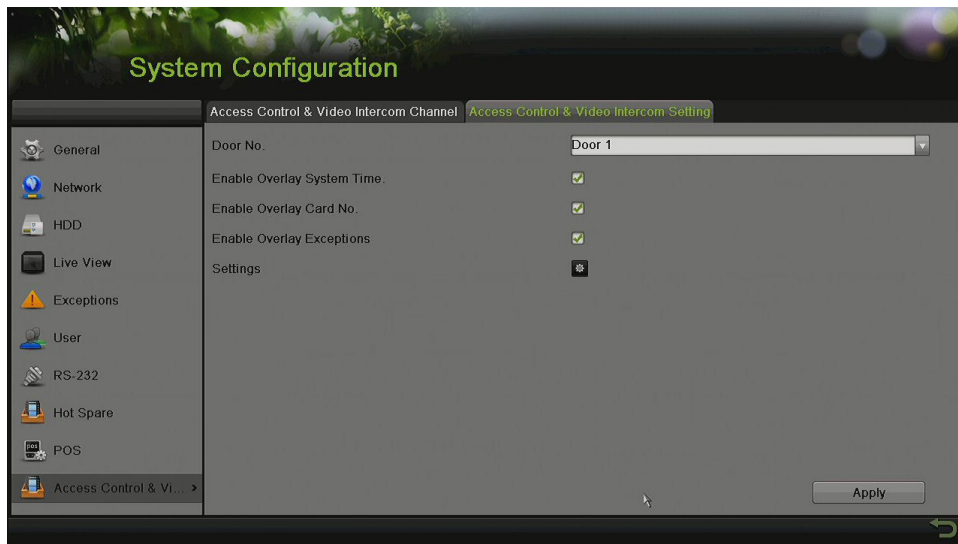 System Configuration
Access Control & Video Intercom Channel
Access Control & Video Intercom Setting
General
Network
HDD
Live View
Exceptions
User
RS-232
Hot Spare
POS
Access Control & Vi... >
Door No.
Door 1
Enable Overlay System Time.
Enable Overlay Card No.
Enable Overlay Exceptions
Settings
Apply